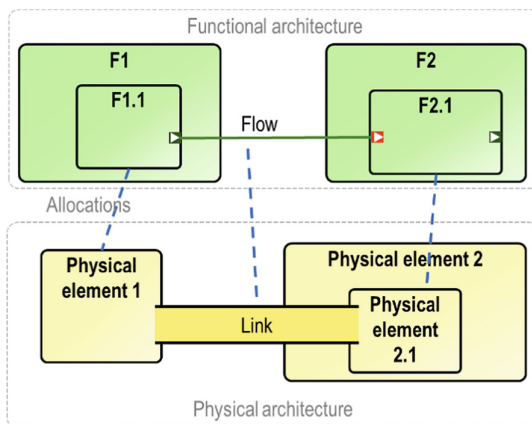 Functional architecture
F1
F2
F1.1
F2.1
Flow
Allocations
Physical
element 1
Physical element 2
Link
Physical
element
2.1
Physical architecture